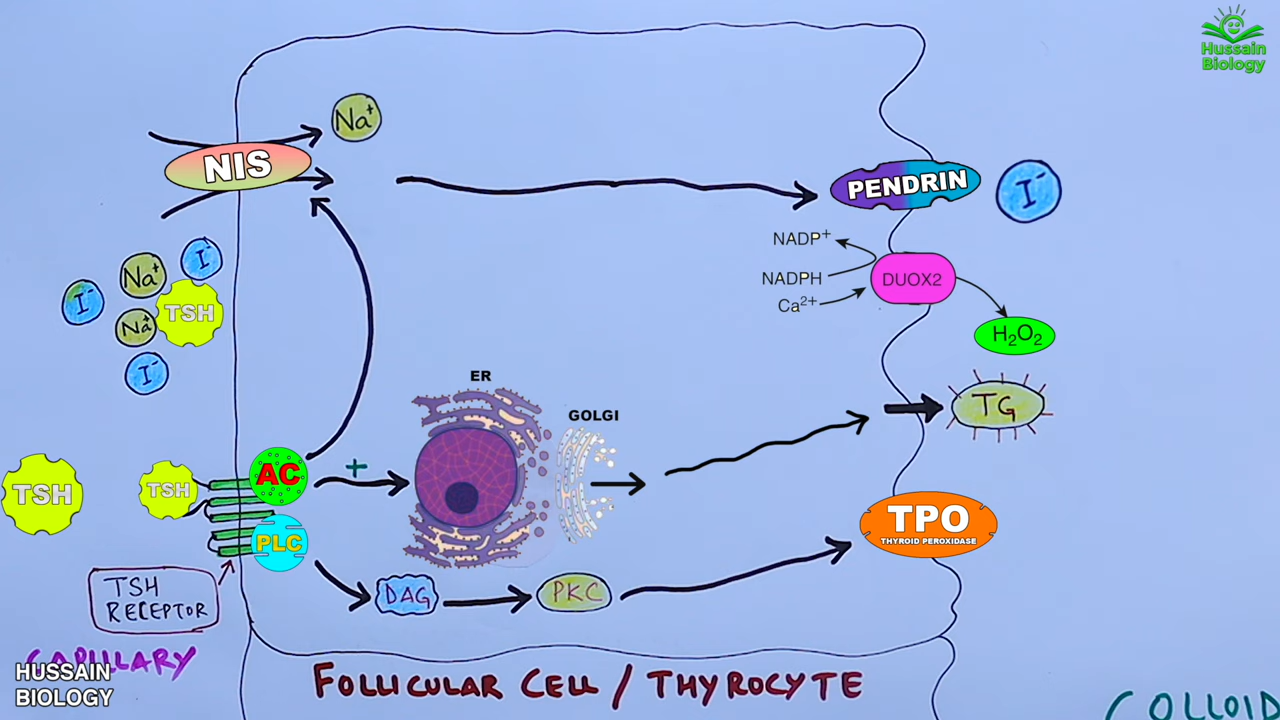 Hussain
Biology
Na+
NIS
PENDRIN
I-
NADP+
NADPH
Ca2+
DUOX2
H2O2
I-
Na+
I-
TSH
Na+
I-
ER
GOLGI
TG
TSH
TSH
AC
+
PLC
TPO
THYROID PEROXIDASE
TSH
RECEPTOR
DAG
PKC
CAPILLARY
HUSSAIN
BIOLOGY
FOLLICULAR CELL / THYROCYTE
COLLOID